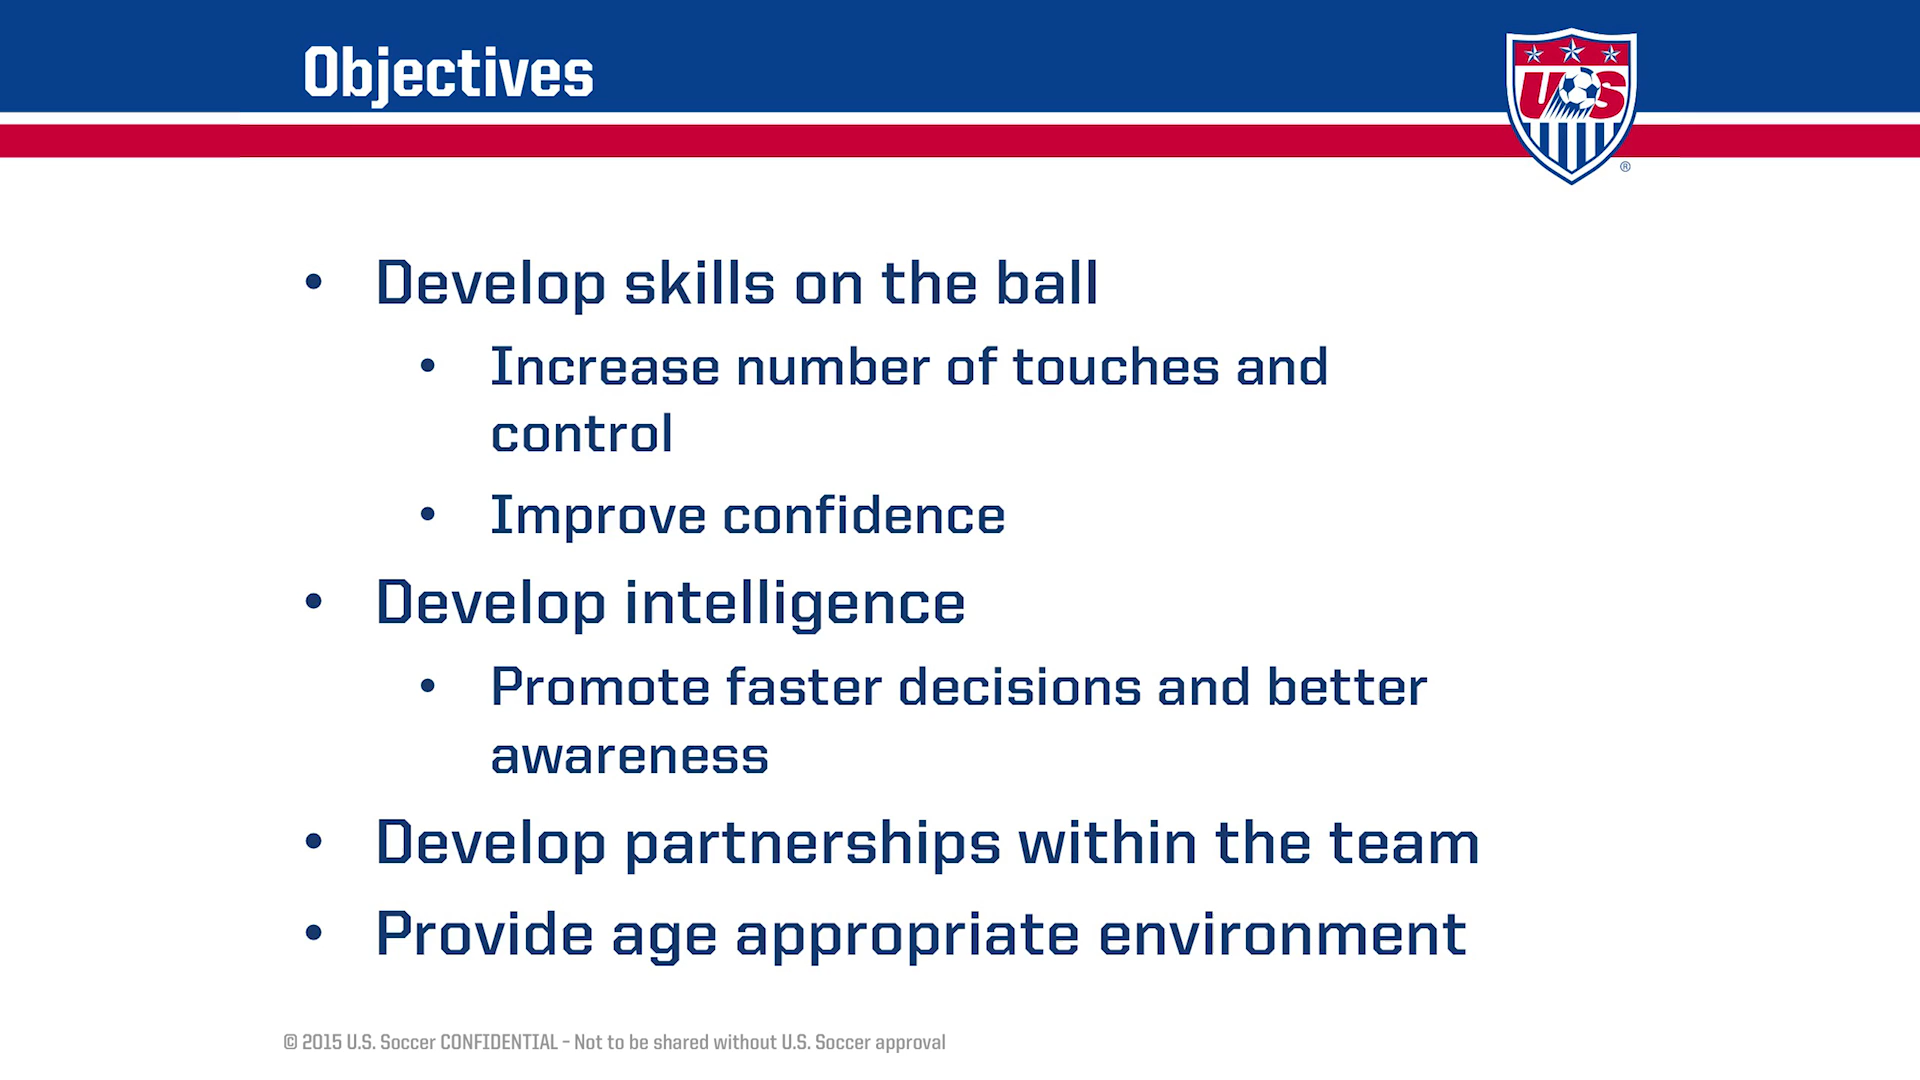 Objectives
US
®
• Develop skills on the ball
• Increase number of touches and
control
• Improve confidence
• Develop intelligence
• Promote faster decisions and better
awareness
• Develop partnerships within the team
• Provide age appropriate environment
© 2015 U.S. Soccer CONFIDENTIAL – Not to be shared without U.S. Soccer approval